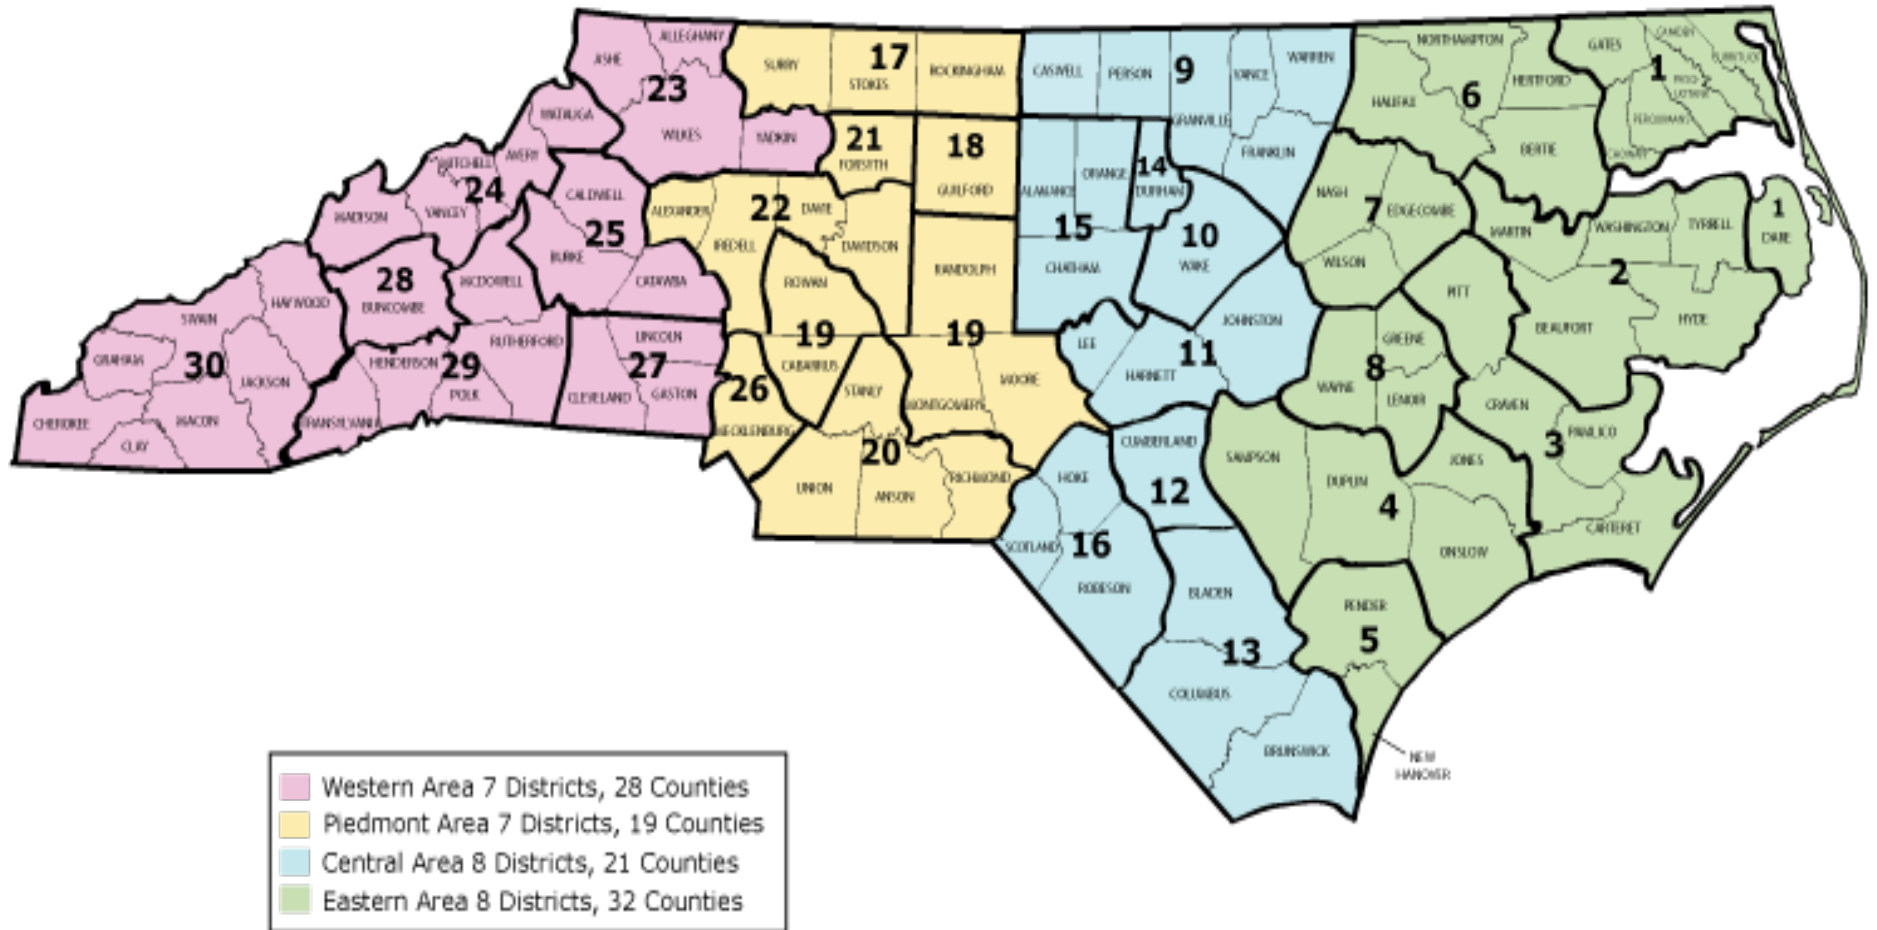 ALLEGHANY
ASHE
23
WATAUGA
WILKES
YADKIN
MITCHELL
AVERY
24
YANCEY
MADISON
CALDWELL
25
BURKE
CATAWBA
28
BUNCOMBE
MCDOWELL
HAYWOOD
SWAIN
GRAHAM
30
JACKSON
CHEROKEE
MACON
CLAY
RUTHERFORD
HENDERSON
29
POLK
TRANSYLVANIA
LINCOLN
27
CLEVELAND
GASTON
SURRY
17
STOKES
ROCKINGHAM
21
FORSYTH
18
GUILFORD
ALEXANDER
22
DAVIE
IREDELL
DAVIDSON
ROWAN
RANDOLPH
19
19
CABARRUS
26
STANLY
MOORE
MONTGOMERY
MECKLENBURG
20
RICHMOND
UNION
ANSON
CASWELL
PERSON
9
VANCE
WARREN
GRANVILLE
FRANKLIN
14
DURHAM
ORANGE
ALAMANCE
15
CHATHAM
10
WAKE
JOHNSTON
LEE
11
HARNETT
CUMBERLAND
12
HOKE
SCOTLAND
16
ROBESON
BLADEN
13
COLUMBUS
BRUNSWICK
NORTHAMPTON
GATES
CAMDEN
1
HERTFORD
6
HALIFAX
PERQUIMANS
BERTIE
NASH
7
EDGECOMBE
WILSON
MARTIN
WASHINGTON
TYRRELL
1
DARE
2
PITT
BEAUFORT
HYDE
GREENE
8
WAYNE
LENOIR
CRAVEN
PAMLICO
3
JONES
SAMPSON
DUPLIN
4
ONSLOW
CARTERET
PENDER
5
NEW
HANOVER
Western Area 7 Districts, 28 Counties
Piedmont Area 7 Districts, 19 Counties
Central Area 8 Districts, 21 Counties
Eastern Area 8 Districts, 32 Counties